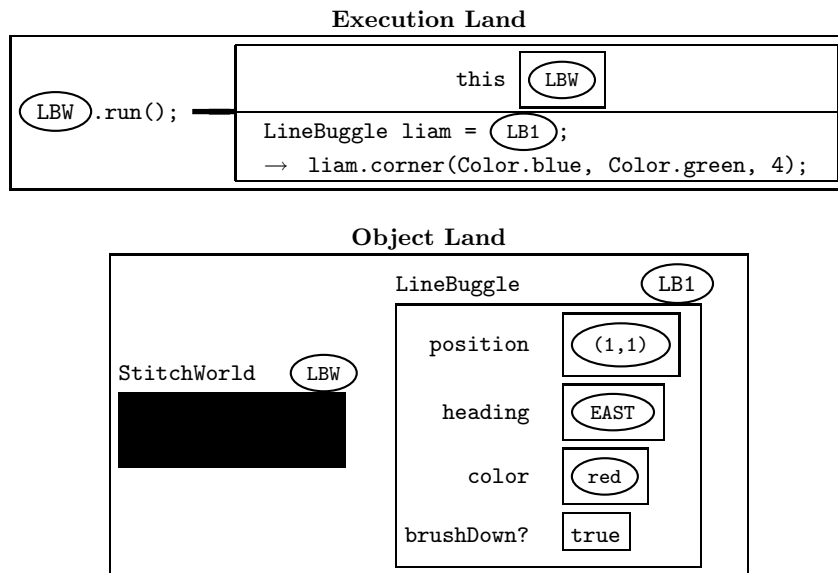 Execution Land
this LBW
LBW.run();
LineBuggle liam = LB1;
→ liam.corner(Color.blue, Color.green, 4);
Object Land
LineBuggle LB1
position (1,1)
StitchWorld LBW
heading EAST
color red
brushDown? true